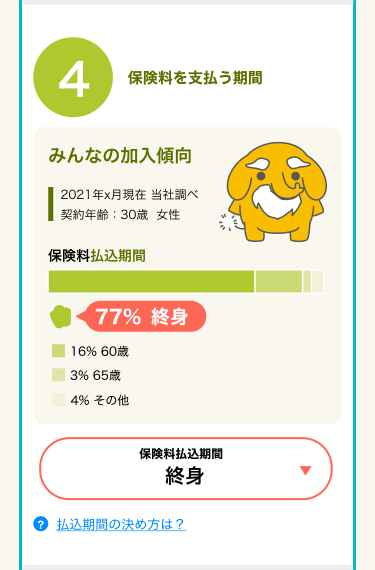 4
保険料を支払う期間
みんなの加入傾向
2021年x月現在 当社調べ
契約年齢：30歳 女性
保険料払込期間
77% 終身
16% 60歳
3% 65歳
4% その他
保険料払込期間
終身
? 払込期間の決め方は？